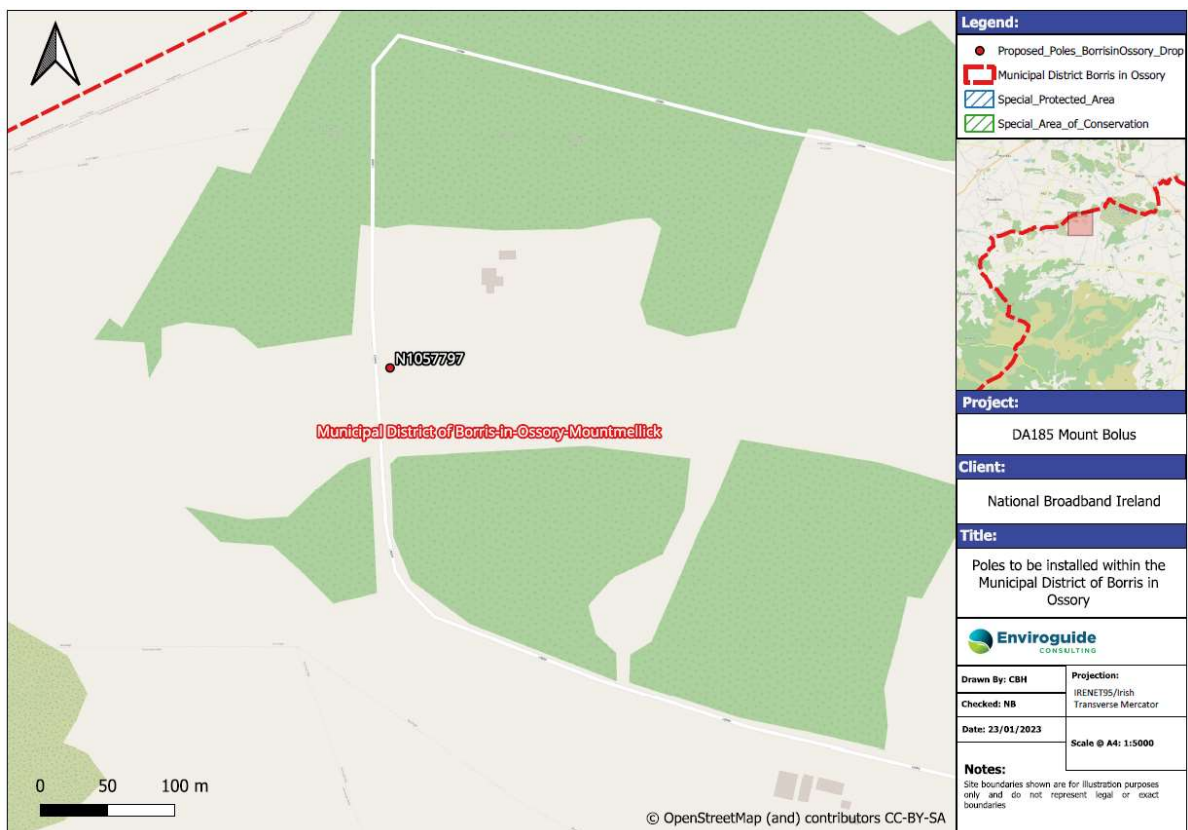 N1057797
Municipal District of Borris-in-Ossory-Mountmellick
0 50 100 m
© OpenStreetMap (and) contributors CC-BY-SA
Legend:
Proposed_Poles_BorrisinOssory_Drop
Municipal District Borris in Ossory
Special_Protected_Area
Special_Area_of_Conservation
Project:
DA185 Mount Bolus
Client:
National Broadband Ireland
Title:
Poles to be installed within the
Municipal District of Borris in
Ossory
Enviroguide
CONSULTING
Drawn By: CBH
Checked: NB
Date: 23/01/2023
Projection:
IRENET95/Irish
Transverse Mercator
Scale @ A4: 1:5000
Notes:
Site boundaries shown are for illustration purposes
only and do not represent legal or exact
boundaries